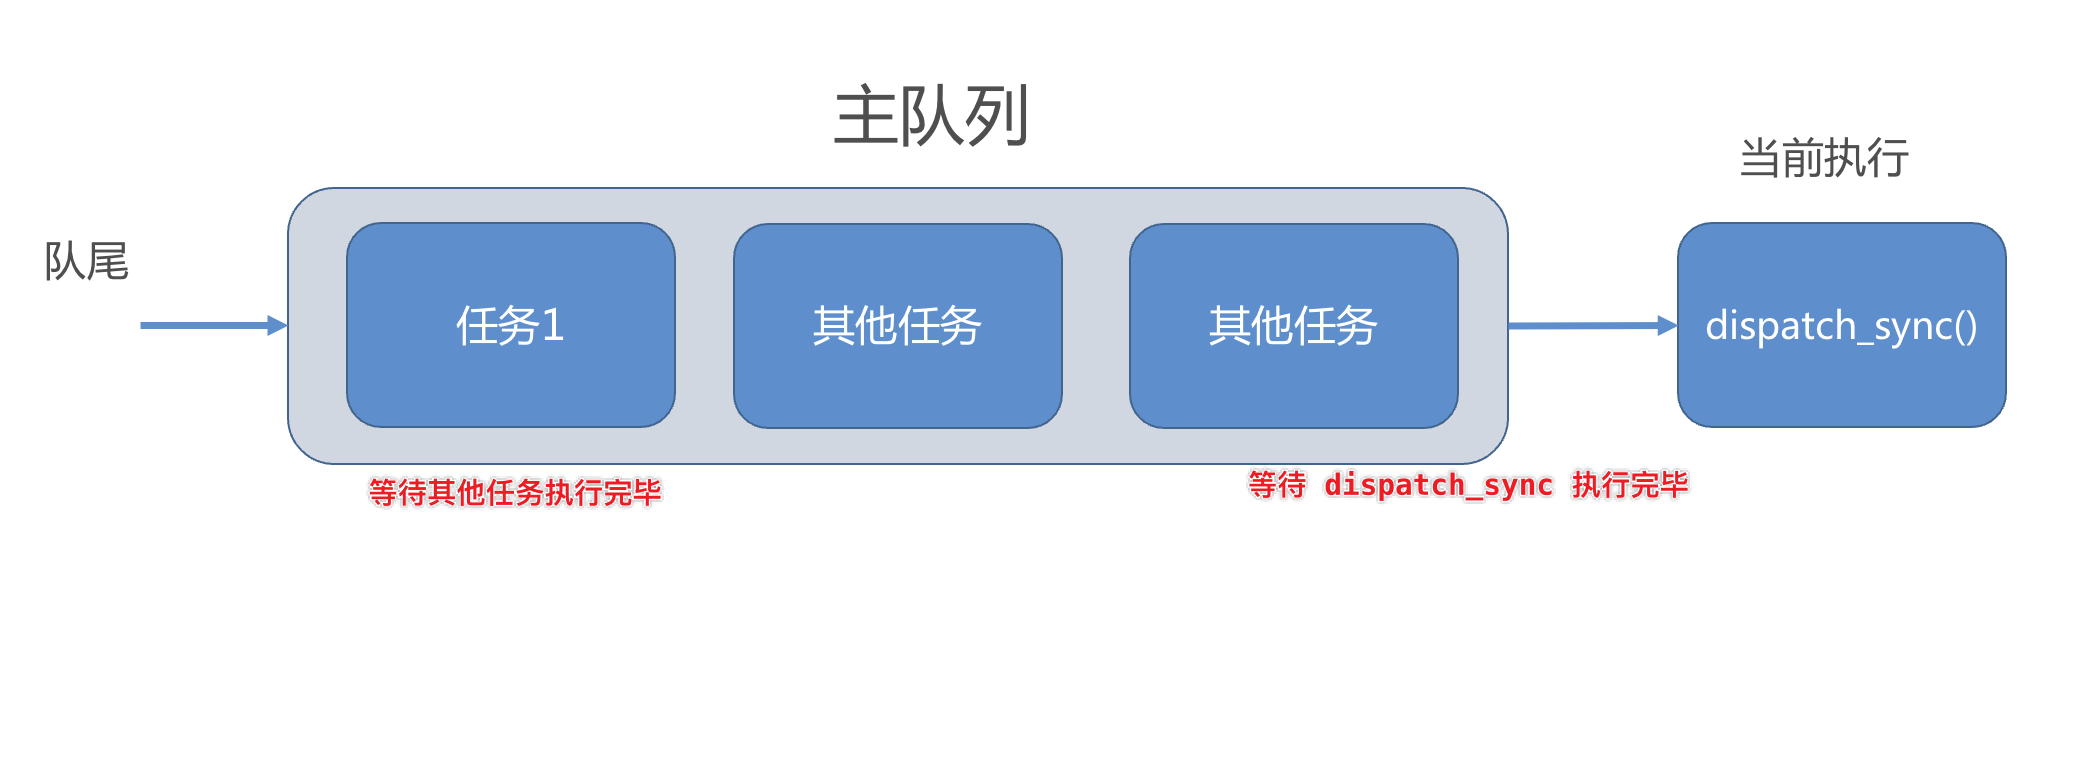 主队列
当前执行
队尾
任务1
其他任务
其他任务
dispatch_sync()
等待其他任务执行完毕
等待 dispatch_sync 执行完毕